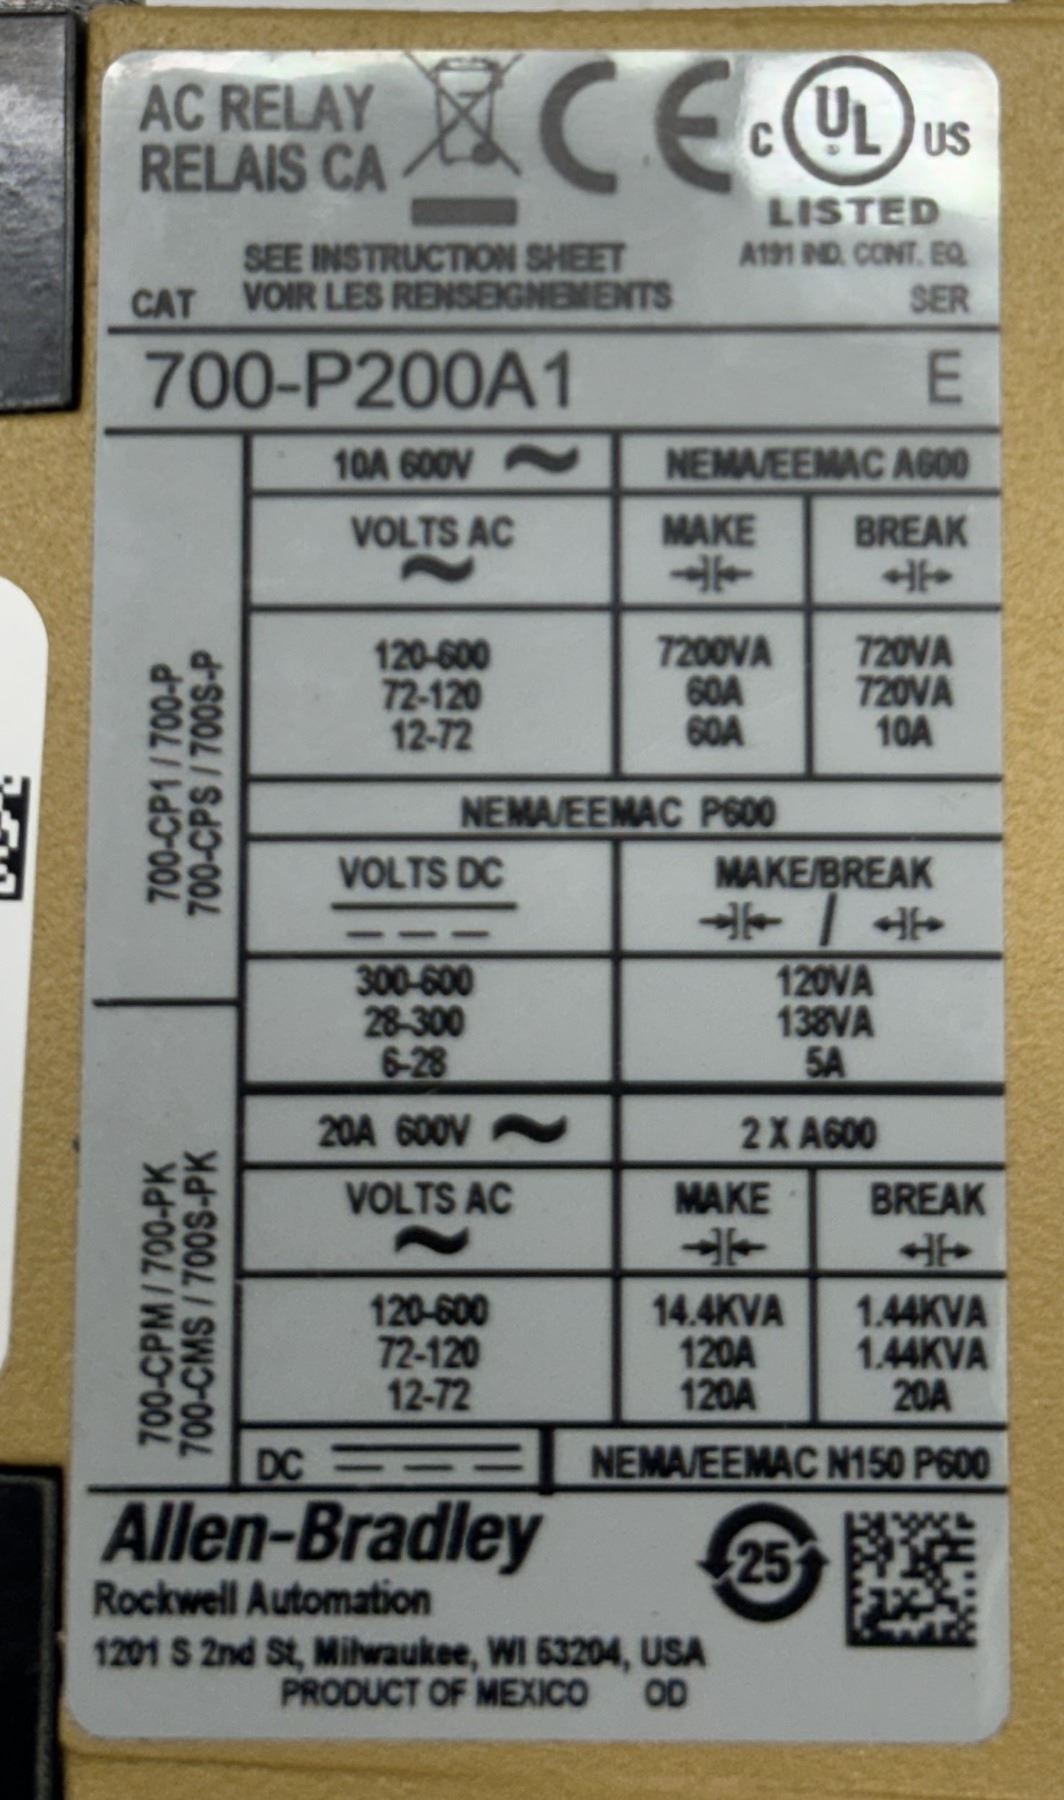 AC RELAY
RELAIS CA
CE
C UL US
LISTED
A191 IND. CONT. EQ.
SEE INSTRUCTION SHEET
VOIR LES RENSEIGNEMENTS
CAT SER
700-P200A1 E
700-CP1 / 700-P
700-CPS / 700S-P
10A 600V ~ NEMA/EEMAC A600
VOLTS AC MAKE BREAK
~
120-600 7200VA 720VA
72-120 60A 720VA
12-72 60A 10A
NEMA/EEMAC P600
VOLTS DC MAKE/BREAK
/
300-600 120VA
28-300 138VA
6-28 5A
700-CPM / 700-PK
700-CMS / 700S-PK
20A 600V ~ 2 X A600
VOLTS AC MAKE BREAK
~
120-600 14.4KVA 1.44KVA
72-120 120A 1.44KVA
12-72 120A 20A
DC NEMA/EEMAC N150 P600
Allen-Bradley
25
Rockwell Automation
1201 S 2nd St, Milwaukee, WI 53204, USA
PRODUCT OF MEXICO OD